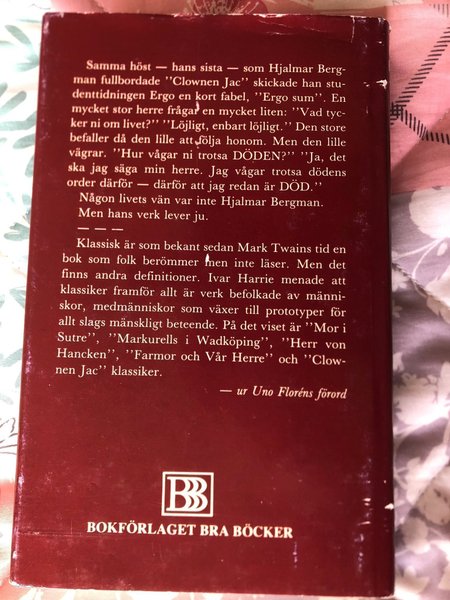 Samma höst — hans sista — som Hjalmar Berg-
man fullbordade ”Clownen Jac” skickade han stu-
denttidningen Ergo en kort fabel, ”Ergo sum”. En
mycket stor herre frågar en mycket liten: ”Vad tyc-
ker ni om livet?” ”Löjligt, enbart löjligt.” Den store
befaller då den lille att följa honom. Men den lille
vägrar. ”Hur vågar ni trotsa DÖDEN?” ”Ja, det
ska jag säga min herre. Jag vågar trotsa dödens
order därför — därför att jag redan är DÖD.”
Någon livets vän var inte Hjalmar Bergman.
Men hans verk lever ju.
— — —
Klassisk är som bekant sedan Mark Twains tid en
bok som folk berömmer men inte läser. Men det
finns andra definitioner. Ivar Harrie menade att
klassiker framför allt är verk befolkade av männi-
skor, medmänniskor som växer till prototyper för
allt slags mänskligt beteende. På det viset är ”Mor i
Sutre”, ”Markurells i Wadköping”, ”Herr von
Hancken”, ”Farmor och Vår Herre” och ”Clow-
nen Jac” klassiker.
— ur Uno Floréns förord
BBB
BOKFÖRLAGET BRA BÖCKER